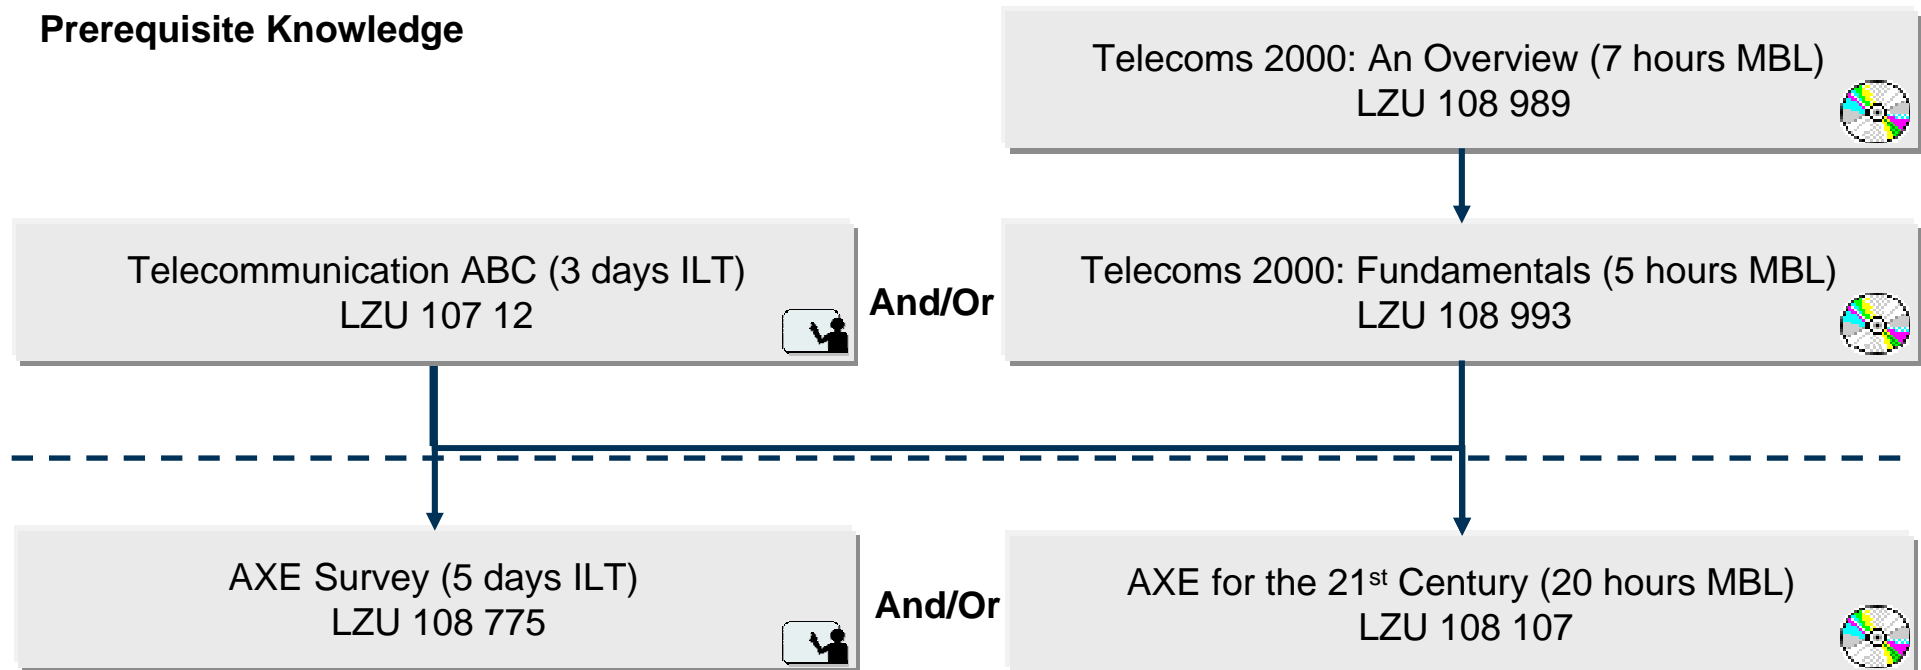 Prerequisite Knowledge
Telecoms 2000: An Overview (7 hours MBL)
LZU 108 989
Telecommunication ABC (3 days ILT)
LZU 107 12
And/Or
Telecoms 2000: Fundamentals (5 hours MBL)
LZU 108 993
AXE Survey (5 days ILT)
LZU 108 775
And/Or
AXE for the 21st Century (20 hours MBL)
LZU 108 107